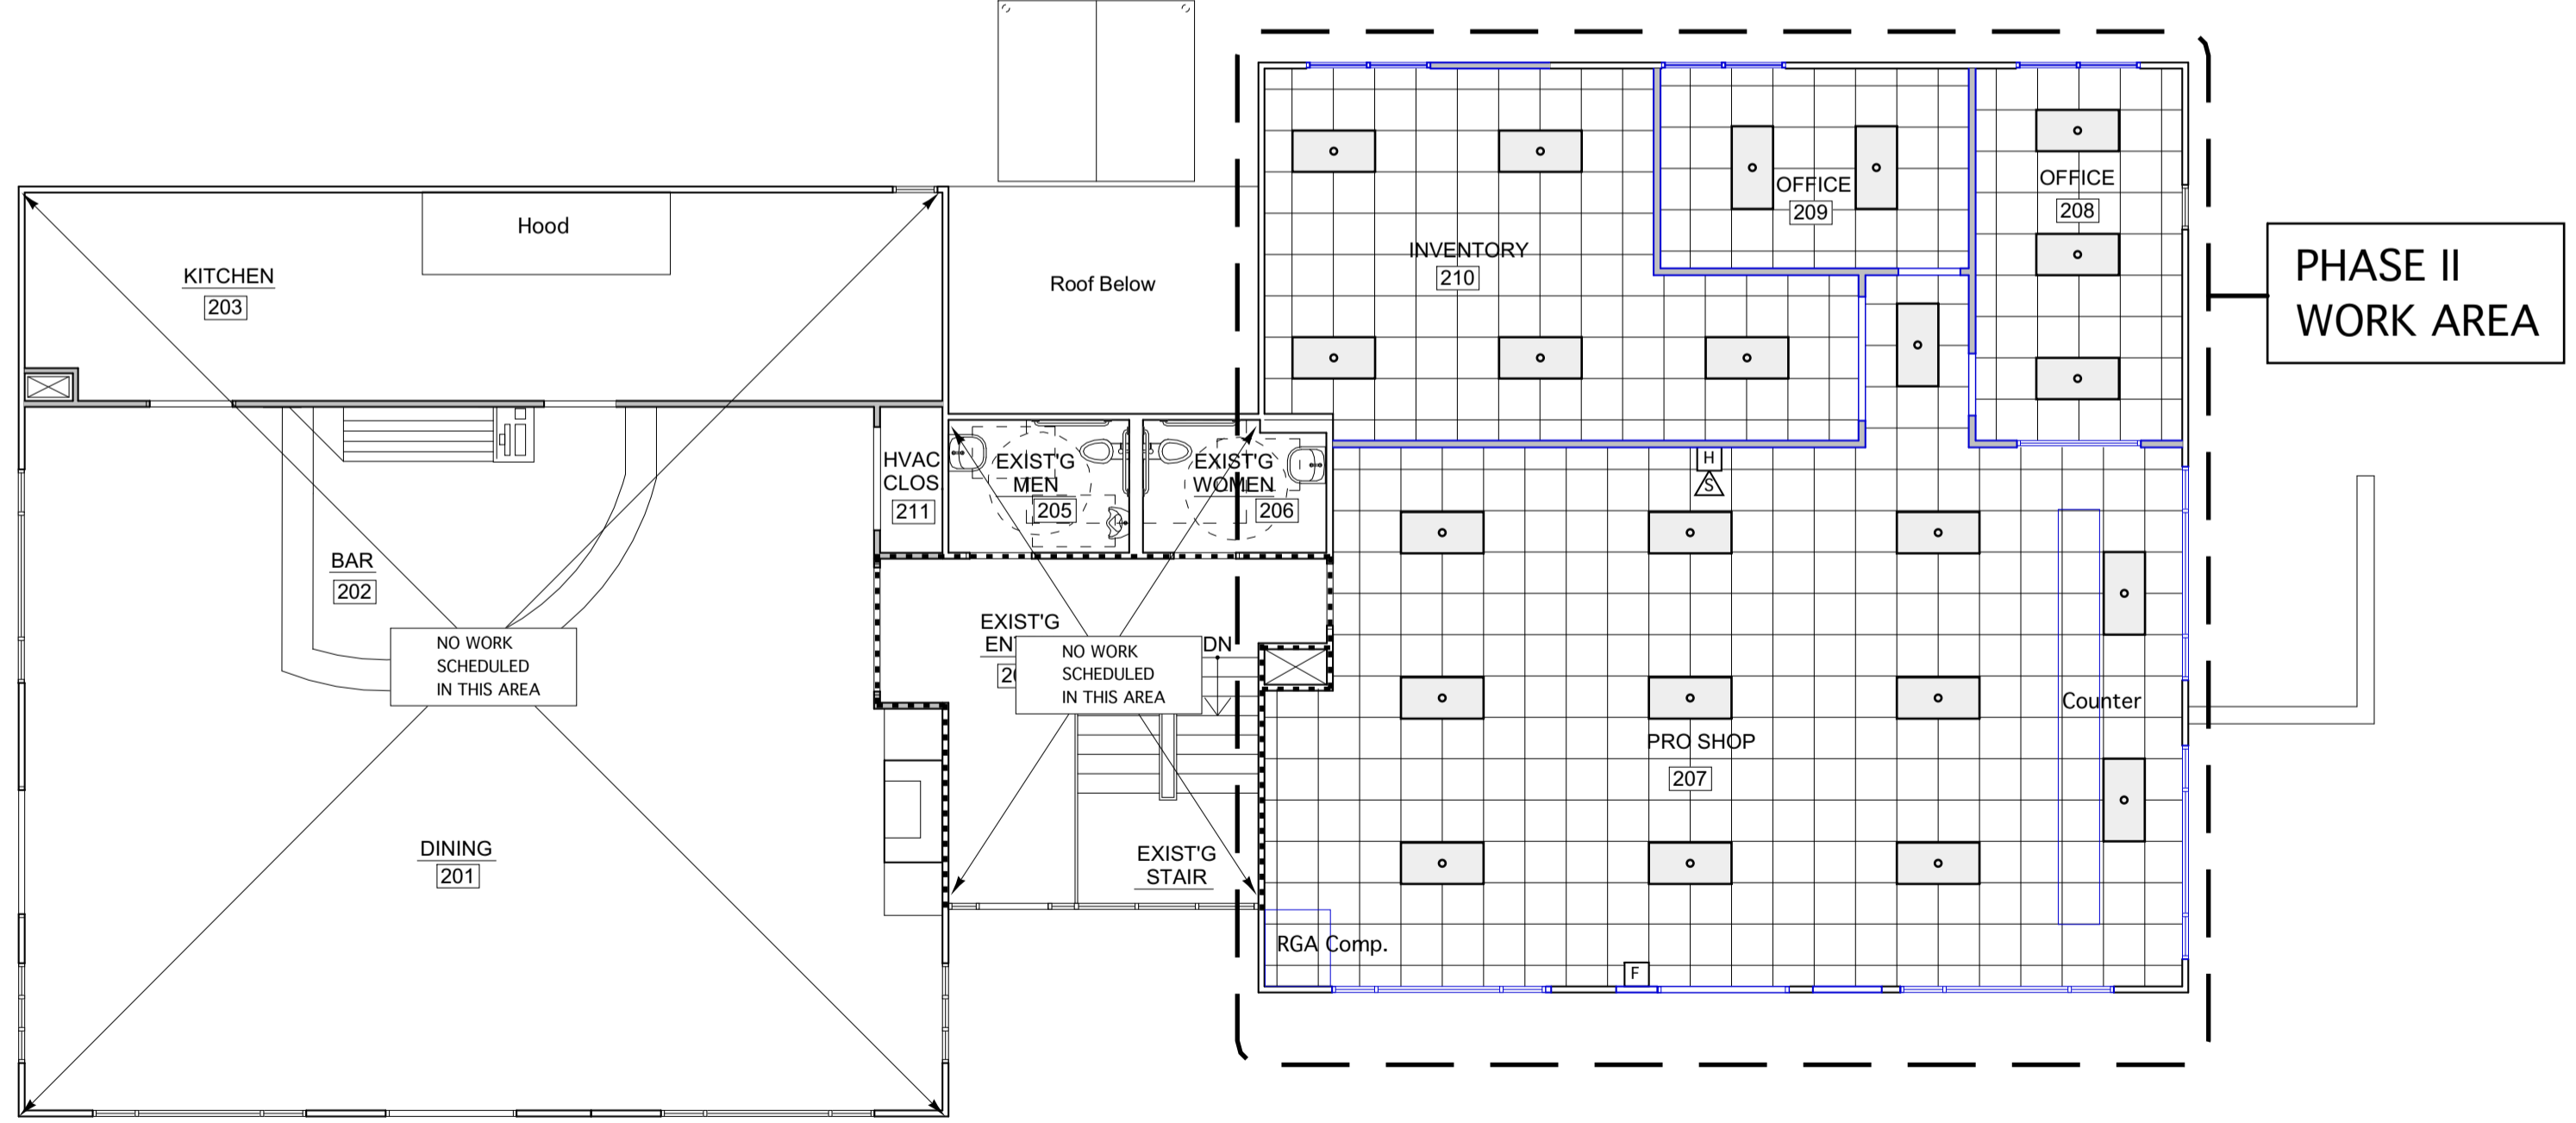 Hood
KITCHEN
203
Roof Below
INVENTORY
210
OFFICE
209
OFFICE
208
PHASE II
WORK AREA
HVAC
CLOS
211
EXIST'G
MEN
205
EXIST'G
WOMEN
206
H
S
BAR
202
NO WORK
SCHEDULED
IN THIS AREA
EXIST'G
DN
NO WORK
SCHEDULED
IN THIS AREA
Counter
PRO SHOP
207
DINING
201
EXIST'G
STAIR
RGA Comp.
F